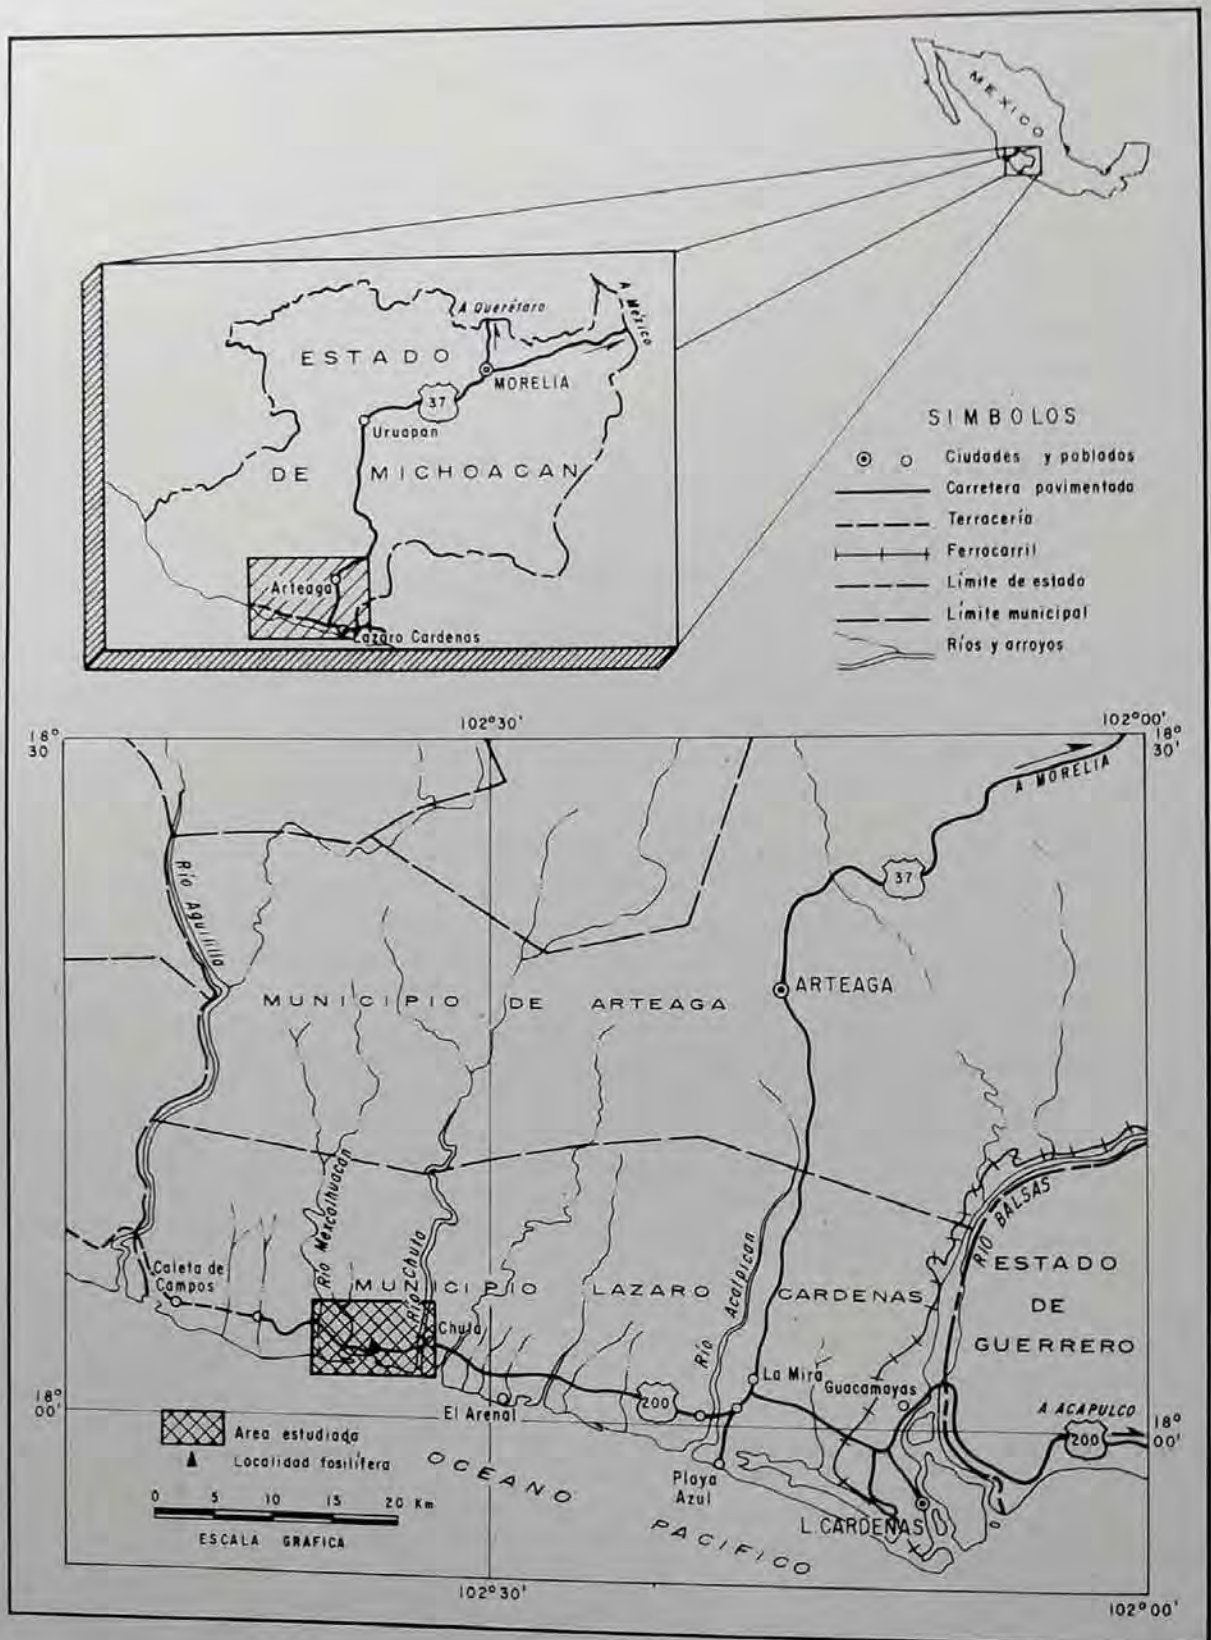 MEXICO
A Querétaro
A México
ESTADO
MORELIA
37
Uruapan
DE MICHOACAN
Arteaga
Lazaro Cardenas
SIMBOLOS
Ciudades y poblados
Carretera pavimentada
Terracería
Ferrocarril
Límite de estado
Límite municipal
Ríos y arroyos
102°30'
102°00'
18°
30
18°
30'
A MORELIA
37
Río Aguililla
MUNICIPIO DE ARTEAGA
ARTEAGA
Río Mexcalhuacán
Río Chuta
Río Acalpican
RIO BALSAS
Caleta de
Campos
MUNICIPIO LAZARO CARDENAS
ESTADO
DE
GUERRERO
Chuta
La Mira
Guacamayas
El Arenal
200
A ACAPULCO
200
18°
00'
18°
00'
Area estudiada
Localidad fosilífera
0 5 10 15 20 Km
ESCALA GRAFICA
OCEANO
PACIFICO
Playa
Azul
L. CARDENAS
102°30'
102°00'